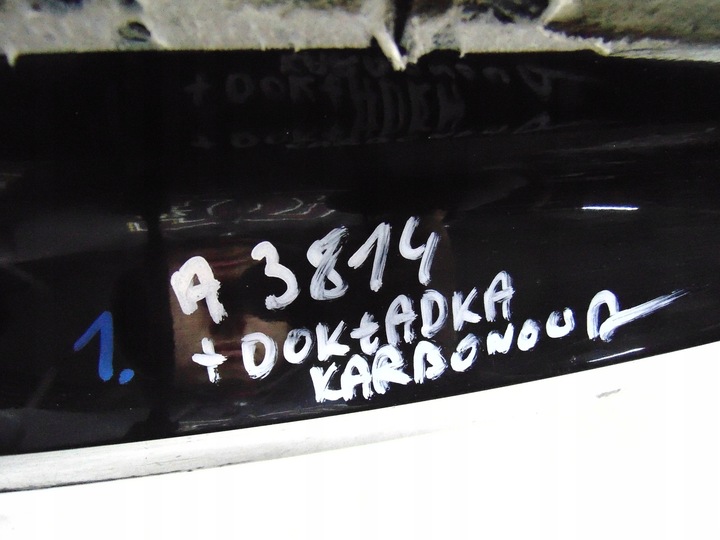 A 3814
1. + DOKŁADKA
KARBONOWA